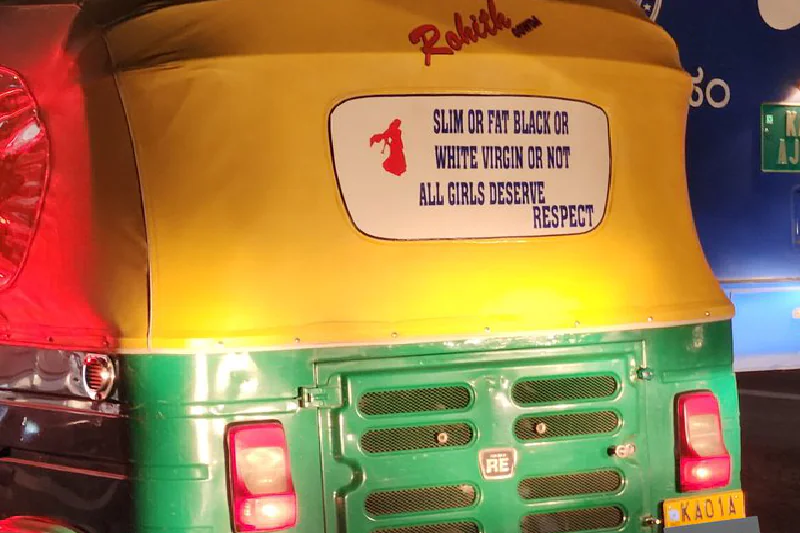 Rohith
SLIM OR FAT BLACK OR
WHITE VIRGIN OR NOT
ALL GIRLS DESERVE
RESPECT
RE
KA01A